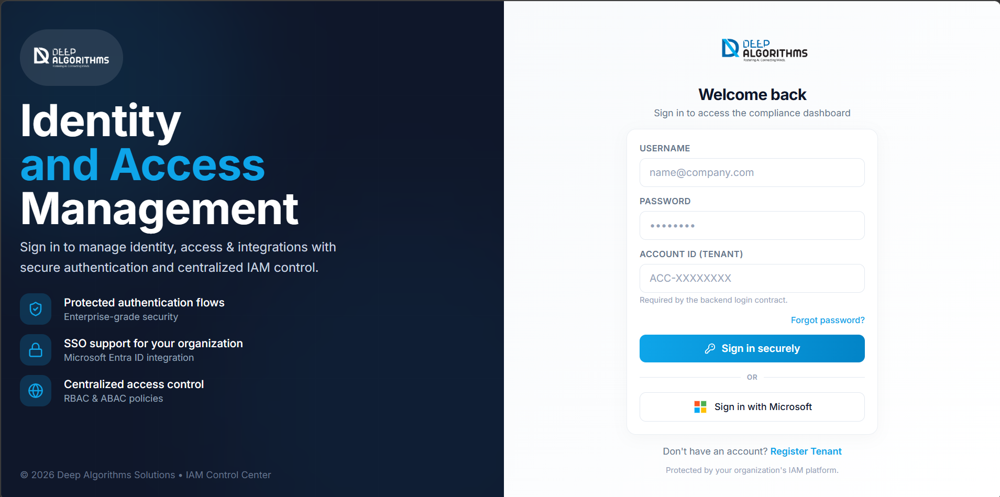 DEEP
ALGORITHMS
Fostering AI. Connecting Minds.
Identity
and Access
Management
Sign in to manage identity, access & integrations with
secure authentication and centralized IAM control.
Protected authentication flows
Enterprise-grade security
SSO support for your organization
Microsoft Entra ID integration
Centralized access control
RBAC & ABAC policies
© 2026 Deep Algorithms Solutions • IAM Control Center
DEEP
ALGORITHMS
Fostering AI. Connecting Minds.
Welcome back
Sign in to access the compliance dashboard
USERNAME
name@company.com
PASSWORD
••••••••
ACCOUNT ID (TENANT)
ACC-XXXXXXXX
Required by the backend login contract.
Forgot password?
Sign in securely
OR
Sign in with Microsoft
Don't have an account? Register Tenant
Protected by your organization's IAM platform.